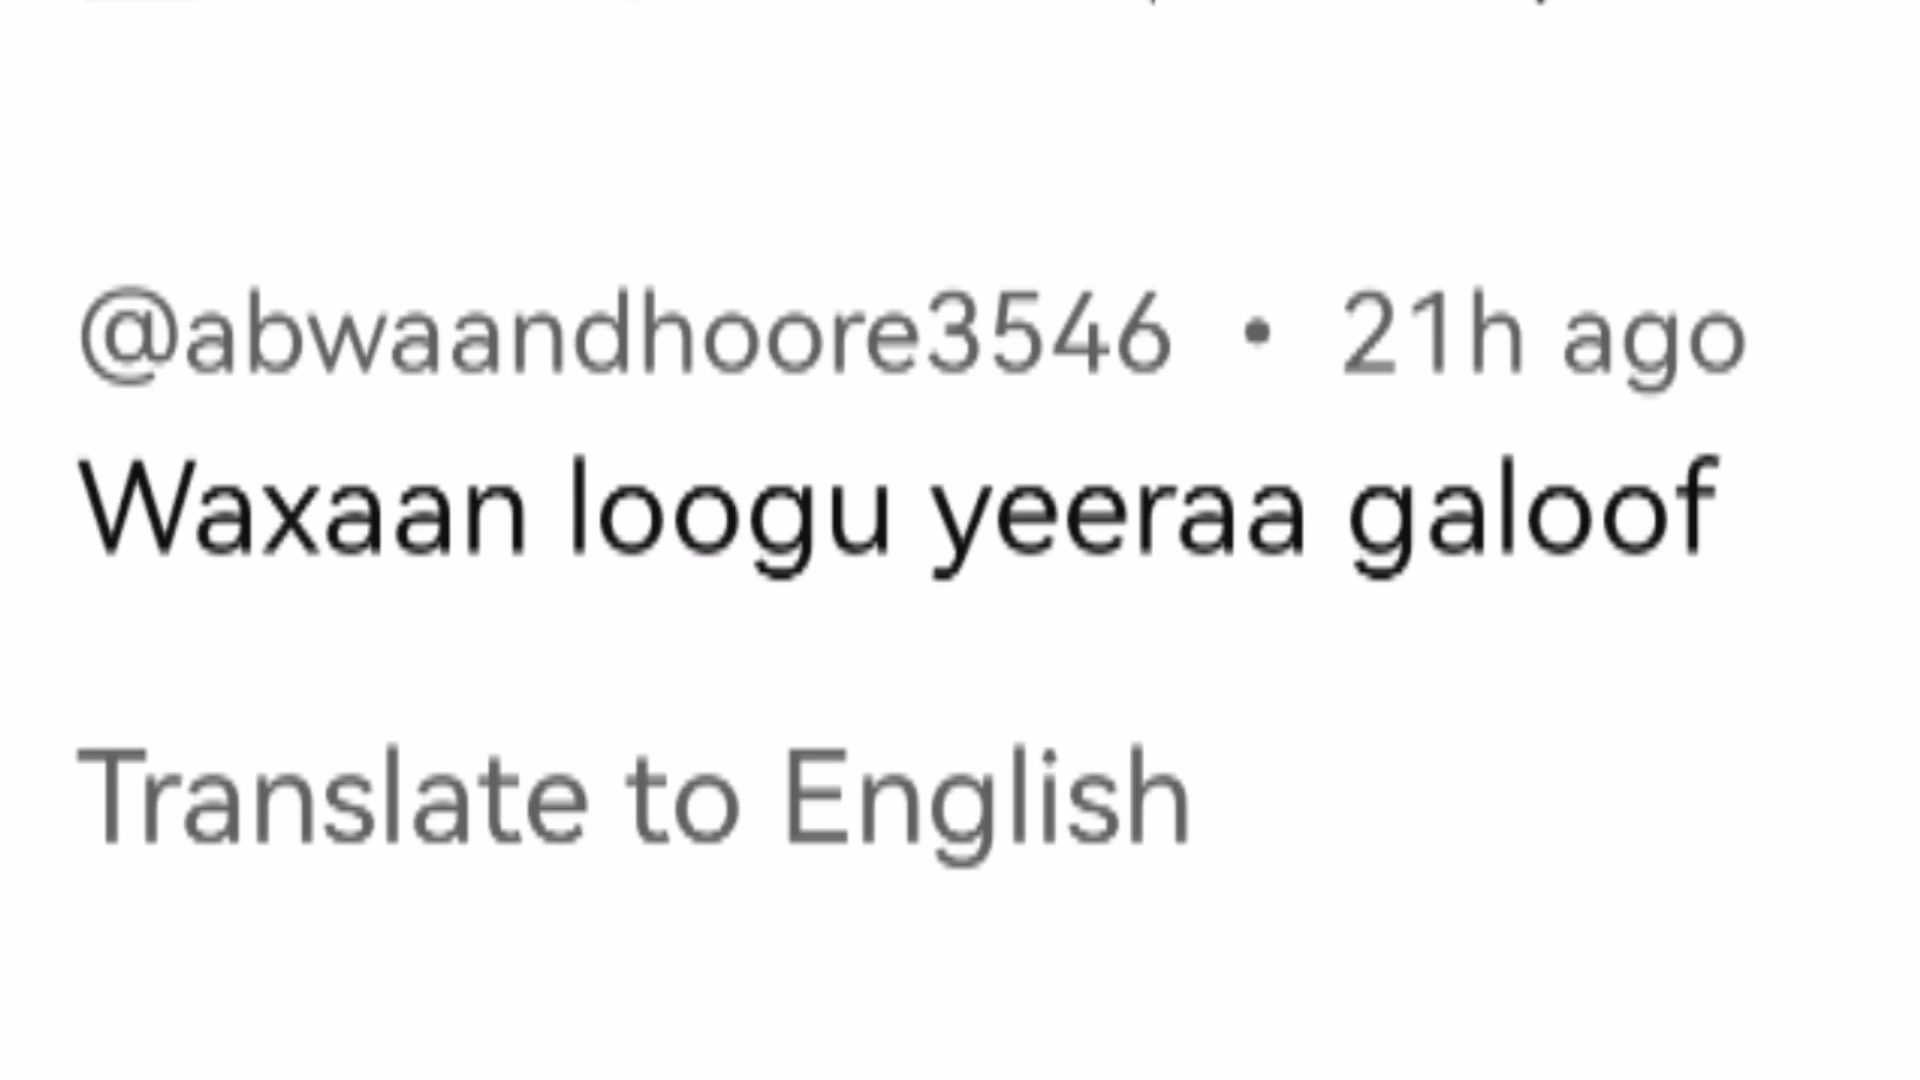 @abwaandhoore3546 • 21h ago
Waxaan loogu yeeraa galoof
Translate to English